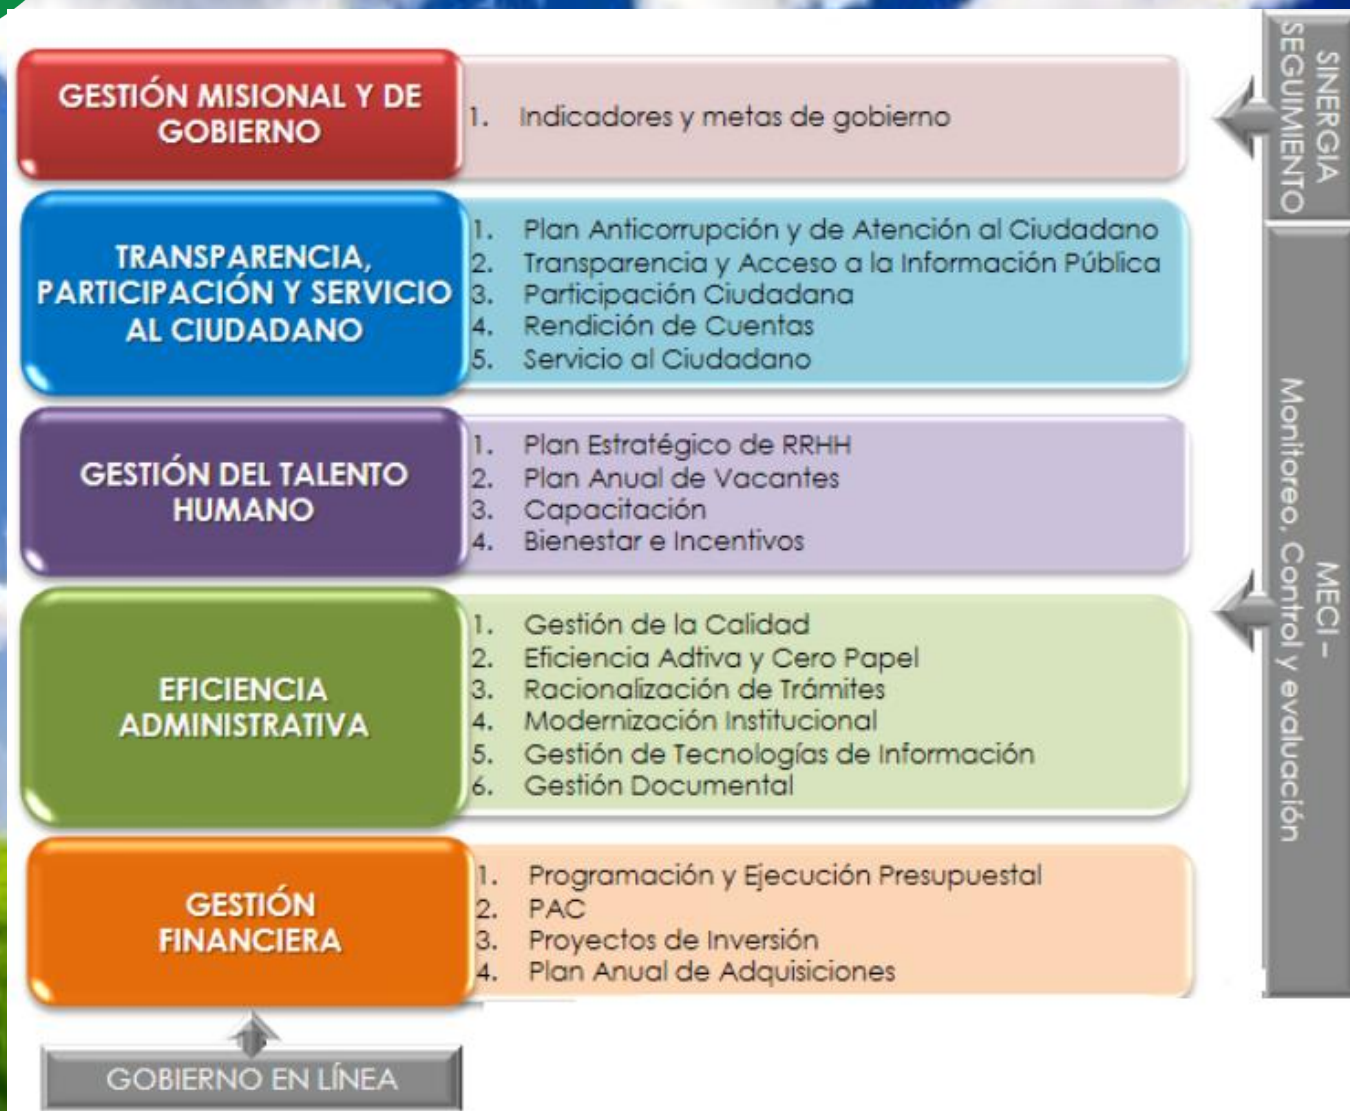 GESTIÓN MISIONAL Y DE
GOBIERNO
1. Indicadores y metas de gobierno
SINERGIA
SEGUIMIENTO
TRANSPARENCIA,
PARTICIPACIÓN Y SERVICIO
AL CIUDADANO
1. Plan Anticorrupción y de Atención al Ciudadano
2. Transparencia y Acceso a la Información Pública
3. Participación Ciudadana
4. Rendición de Cuentas
5. Servicio al Ciudadano
GESTIÓN DEL TALENTO
HUMANO
1. Plan Estratégico de RRHH
2. Plan Anual de Vacantes
3. Capacitación
4. Bienestar e Incentivos
EFICIENCIA
ADMINISTRATIVA
1. Gestión de la Calidad
2. Eficiencia Adtiva y Cero Papel
3. Racionalización de Trámites
4. Modernización Institucional
5. Gestión de Tecnologías de Información
6. Gestión Documental
GESTIÓN
FINANCIERA
1. Programación y Ejecución Presupuestal
2. PAC
3. Proyectos de Inversión
4. Plan Anual de Adquisiciones
MECI –
Monitoreo, Control y evaluación
GOBIERNO EN LÍNEA